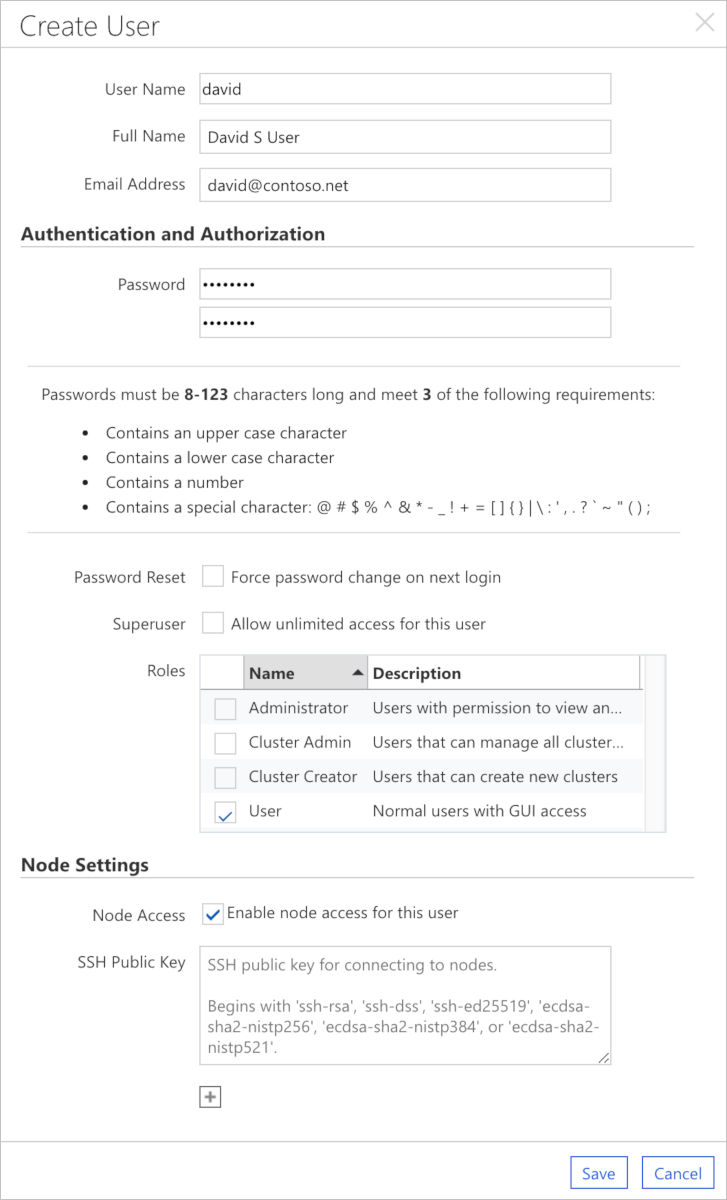 Create User
User Name david
Full Name David S User
Email Address david@contoso.net
Authentication and Authorization
Password ••••••••
••••••••
Passwords must be 8-123 characters long and meet 3 of the following requirements:
• Contains an upper case character
• Contains a lower case character
• Contains a number
• Contains a special character: @ # $ % ^ & * - _ ! + = [ ] { } | \ : ' , . ? ` ~ " ( ) ;
Password Reset Force password change on next login
Superuser Allow unlimited access for this user
Roles Name Description
Administrator Users with permission to view an...
Cluster Admin Users that can manage all cluster...
Cluster Creator Users that can create new clusters
User Normal users with GUI access
Node Settings
Node Access Enable node access for this user
SSH Public Key SSH public key for connecting to nodes.
Begins with 'ssh-rsa', 'ssh-dss', 'ssh-ed25519', 'ecdsa-
sha2-nistp256', 'ecdsa-sha2-nistp384', or 'ecdsa-sha2-
nistp521'.
Save Cancel